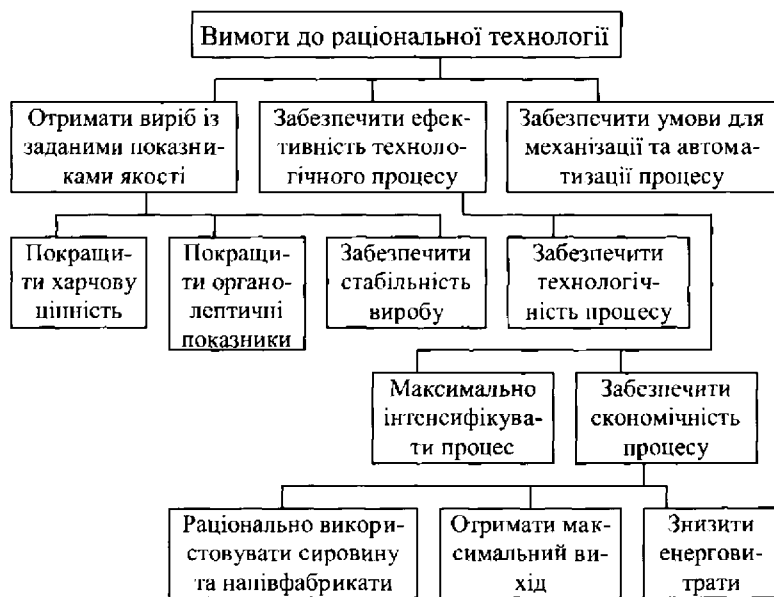 Вимоги до раціональної технології
Отримати виріб із
заданими показни-
ками якості
Забезпечити ефек-
тивність техноло-
гічного процесу
Забезпечити умови для
механізації та автома-
тизації процесу
Покращи-
ти харчову
цінність
Покращи-
ти органо-
лептичні
показники
Забезпечити
стабільність
виробу
Забезпечити
технологіч-
ність процесу
Максимально
інтенсифікува-
ти процес
Забезпечити
економічність
процесу
Раціонально викори-
стовувати сировину
та напівфабрикати
Отримати мак-
симальний ви-
хід
Знизити
енергови-
трати